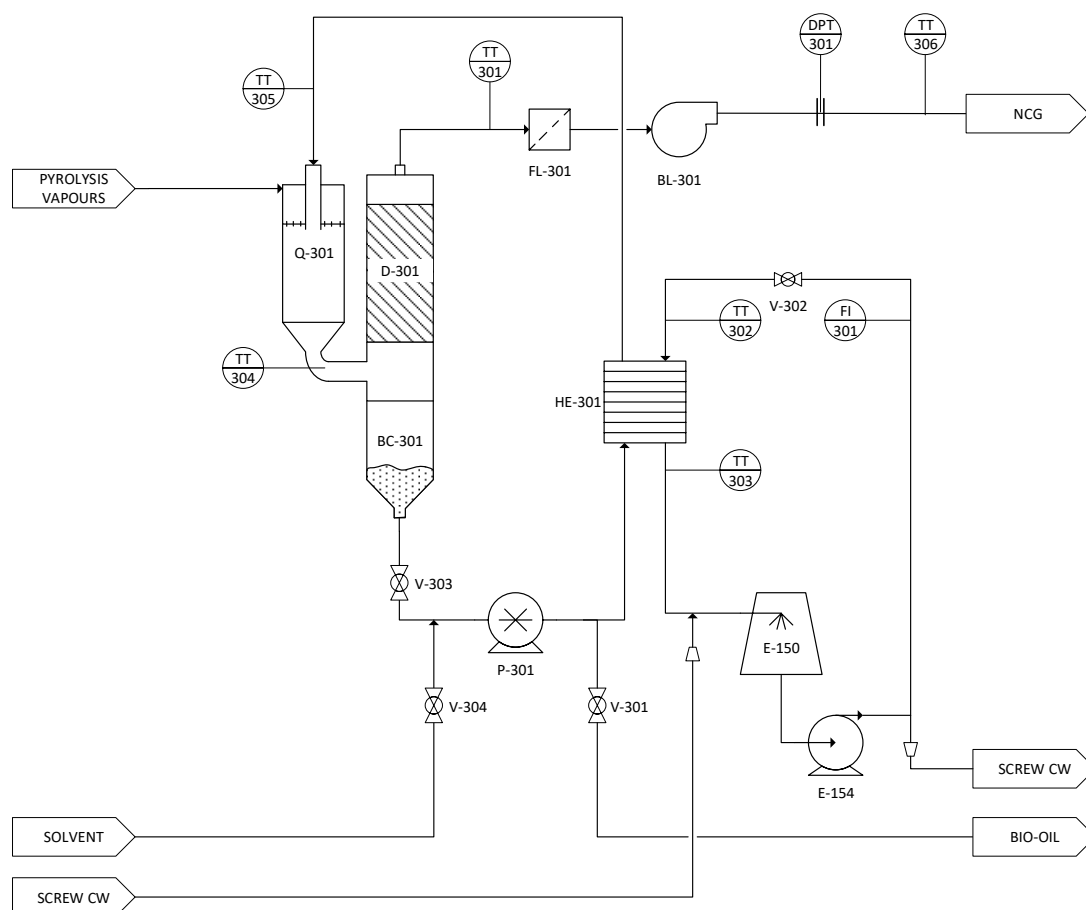 DPT
301
TT
306
TT
301
TT
305
NCG
FL-301
BL-301
PYROLYSIS
VAPOURS
Q-301
D-301
V-302
TT
302
FI
301
TT
304
HE-301
BC-301
TT
303
V-303
P-301
E-150
V-304
V-301
SCREW CW
E-154
SOLVENT
BIO-OIL
SCREW CW